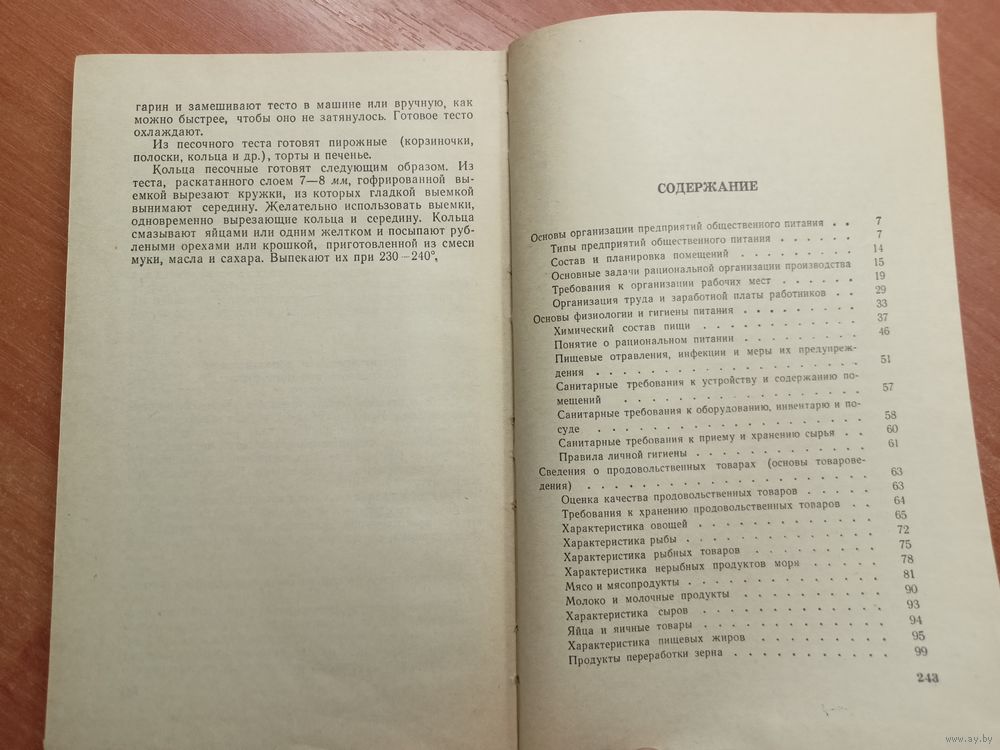 гарин и замешивают тесто в машине или вручную, как
можно быстрее, чтобы оно не затянулось. Готовое тесто
охлаждают.
Из песочного теста готовят пирожные (корзиночки,
полоски, кольца и др.), торты и печенье.
Кольца песочные готовят следующим образом. Из
теста, раскатанного слоем 7—8 мм, гофрированной вы-
емкой вырезают кружки, из которых гладкой выемкой
вынимают середину. Желательно использовать выемки,
одновременно вырезающие кольца и середину. Кольца
смазывают яйцами или одним желтком и посыпают руб-
леными орехами или крошкой, приготовленной из смеси
муки, масла и сахара. Выпекают их при 230—240°,
СОДЕРЖАНИЕ
Основы организации предприятий общественного питания . . 7
Типы предприятий общественного питания . . . . . . 7
Состав и планировка помещений . . . . . . . . 14
Основные задачи рациональной организации производства 15
Требования к организации рабочих мест . . . . . . 19
Организация труда и заработной платы работников . . 29
Основы физиологии и гигиены питания . . . . . . . . 33
Химический состав пищи . . . . . . . . . . 37
Понятие о рациональном питании . . . . . . . . 46
Пищевые отравления, инфекции и меры их предупреж-
дения . . . . . . . . . . . . . . 51
Санитарные требования к устройству и содержанию по-
мещений . . . . . . . . . . . . . 57
Санитарные требования к оборудованию, инвентарю и по-
суде . . . . . . . . . . . . . . 58
Санитарные требования к приему и хранению сырья . . 60
Правила личной гигиены . . . . . . . . . . 61
Сведения о продовольственных товарах (основы товарове-
дения) . . . . . . . . . . . . . . 63
Оценка качества продовольственных товаров . . . . 63
Требования к хранению продовольственных товаров . . 64
Характеристика овощей . . . . . . . . . . 65
Характеристика рыбы . . . . . . . . . . . 72
Характеристика рыбных товаров . . . . . . . . 75
Характеристика нерыбных продуктов моря . . . . . 78
Мясо и мясопродукты . . . . . . . . . . . 81
Молоко и молочные продукты . . . . . . . . 90
Характеристика сыров . . . . . . . . . . 93
Яйца и яичные товары . . . . . . . . . . 94
Характеристика пищевых жиров . . . . . . . . 95
Продукты переработки зерна . . . . . . . . . 99
243
www.ay.by